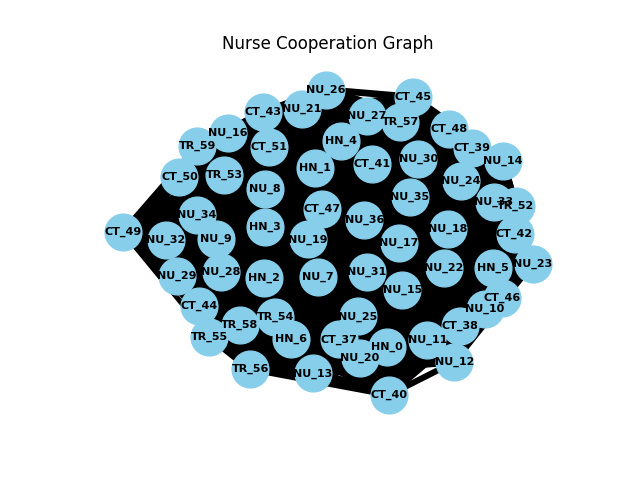 Nurse Cooperation Graph
NU_26
CT_45
NU_21
CT_43
NU_27
TR_57
CT_48
NU_16
HN_4
TR_59
CT_51
CT_39
NU_30
NU_14
CT_41
HN_1
TR_53
CT_50
NU_24
NU_8
NU_35
NU_33
TR_52
CT_47
NU_34
NU_36
HN_3
NU_18
CT_49
CT_42
NU_32
NU_9
NU_19
NU_17
NU_23
NU_22
HN_5
NU_31
NU_28
NU_29
HN_2
NU_7
NU_15
CT_46
CT_44
NU_10
TR_54
NU_25
TR_58
CT_38
TR_55
HN_6
CT_37
NU_11
HN_0
NU_20
NU_12
TR_56
NU_13
CT_40